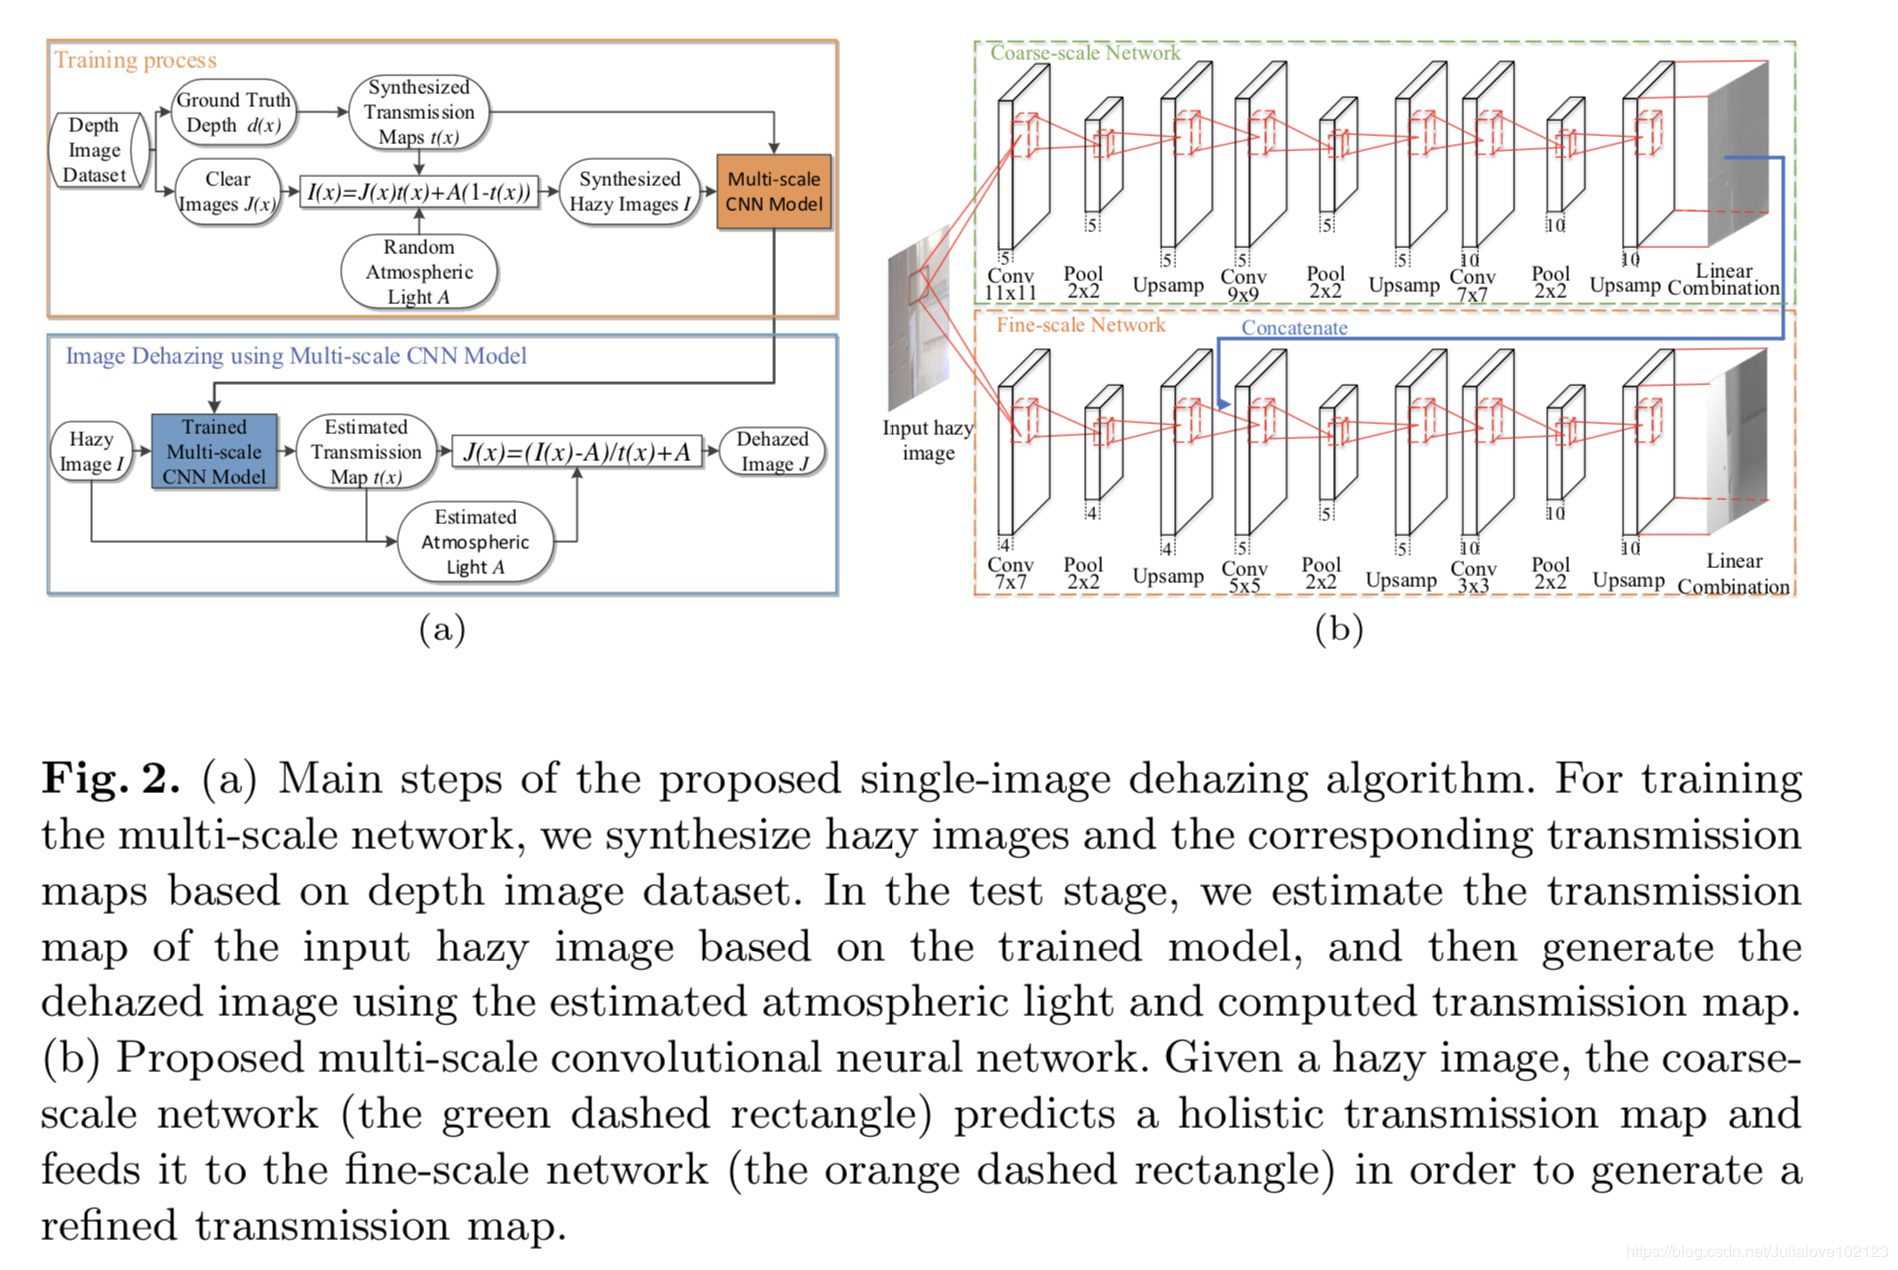 Training process
Depth
Image
Dataset
Ground Truth
Depth d(x)
Synthesized
Transmission
Maps t(x)
Clear
Images J(x)
I(x)=J(x)t(x)+A(1-t(x))
Synthesized
Hazy Images I
Multi-scale
CNN Model
Random
Atmospheric
Light A
Image Dehazing using Multi-scale CNN Model
Hazy
Image I
Trained
Multi-scale
CNN Model
Estimated
Transmission
Map t(x)
J(x)=(I(x)-A)/t(x)+A
Dehazed
Image J
Estimated
Atmospheric
Light A
(a)
Input hazy
image
Coarse-scale Network
5 5 5 5 5 5 10 10 10
Conv
11x11
Pool
2x2
Upsamp
Conv
9x9
Pool
2x2
Upsamp
Conv
7x7
Pool
2x2
Upsamp
Linear
Combination
Fine-scale Network
Concatenate
4 4 4 5 5 5 10 10 10
Conv
7x7
Pool
2x2
Upsamp
Conv
5x5
Pool
2x2
Upsamp
Conv
3x3
Pool
2x2
Upsamp
Linear
Combination
(b)
Fig. 2. (a) Main steps of the proposed single-image dehazing algorithm. For training
the multi-scale network, we synthesize hazy images and the corresponding transmission
maps based on depth image dataset. In the test stage, we estimate the transmission
map of the input hazy image based on the trained model, and then generate the
dehazed image using the estimated atmospheric light and computed transmission map.
(b) Proposed multi-scale convolutional neural network. Given a hazy image, the coarse-
scale network (the green dashed rectangle) predicts a holistic transmission map and
feeds it to the fine-scale network (the orange dashed rectangle) in order to generate a
refined transmission map.
https://blog.csdn.net/Julialove102123